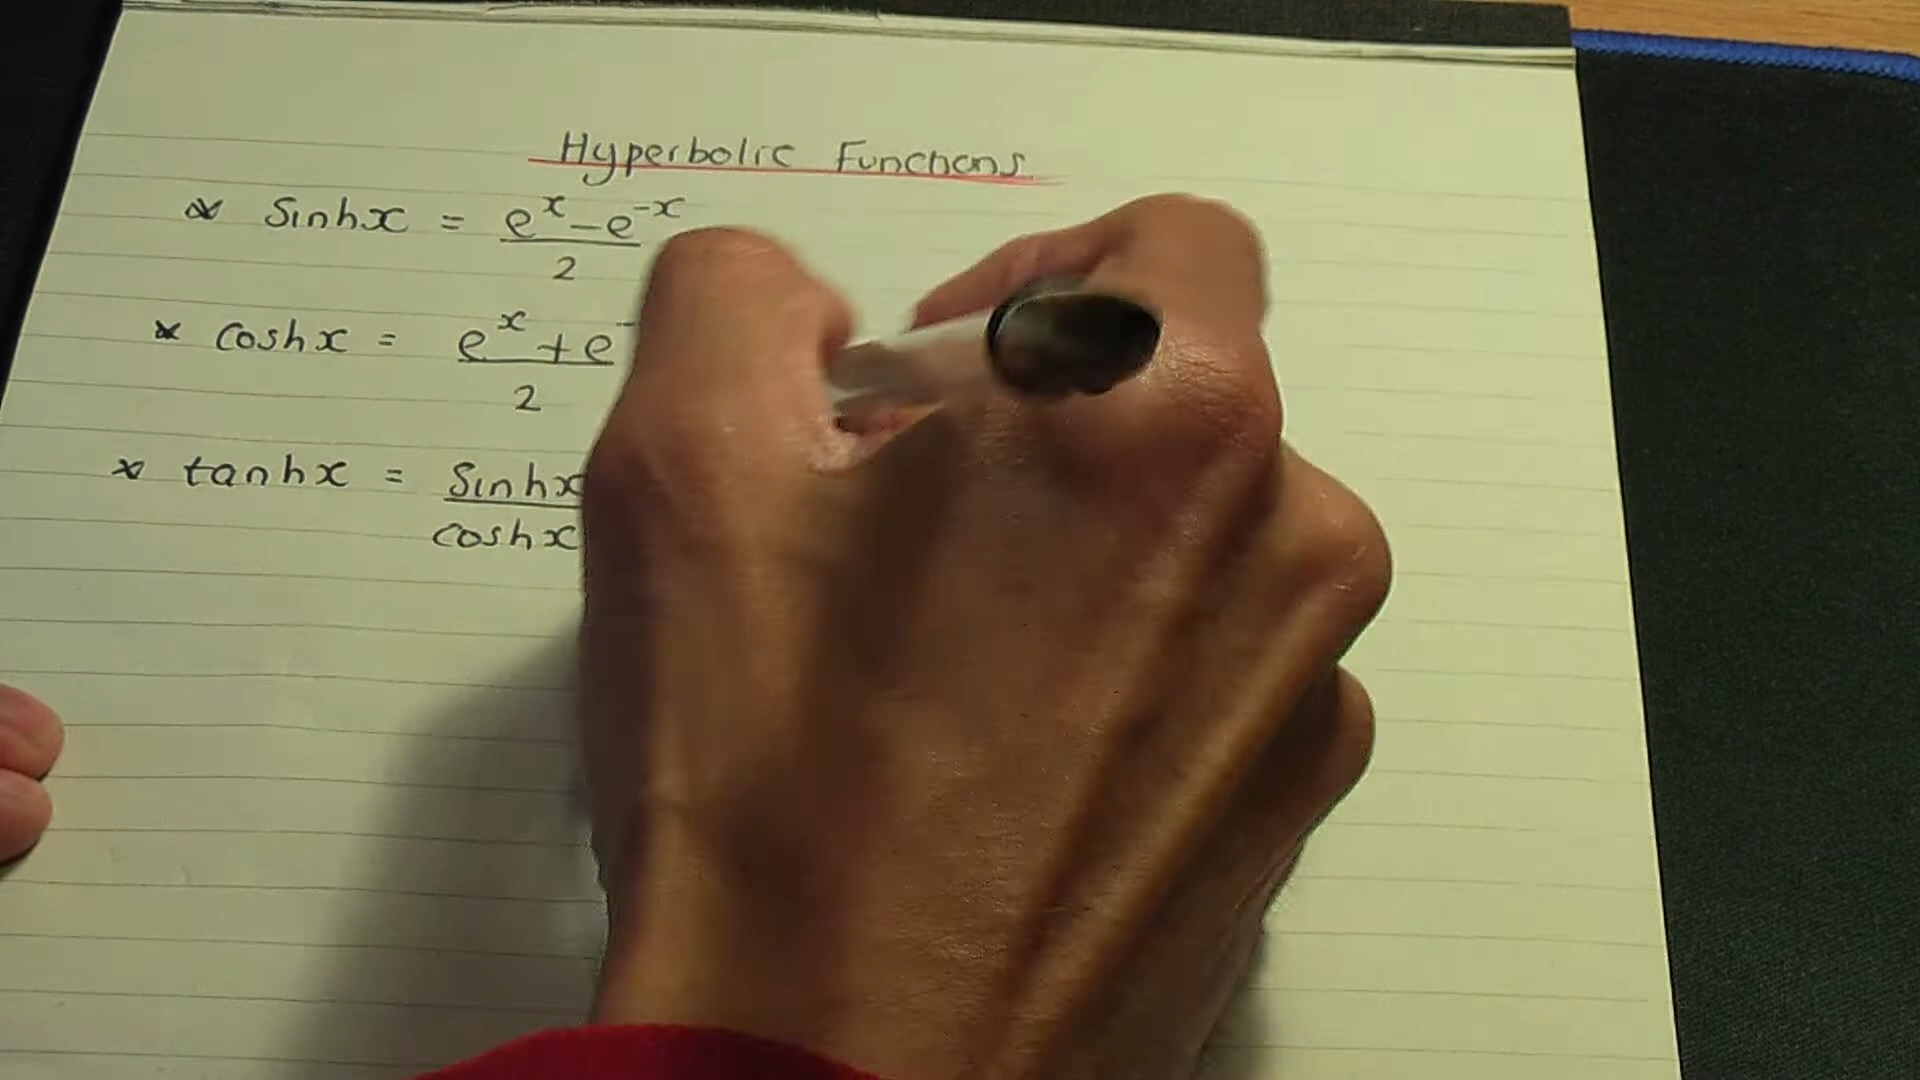 Hyperbolic Functions
* Sinhx = e^x - e^-x
2
* coshx = e^x + e^-
2
* tanhx = Sinhx
coshx